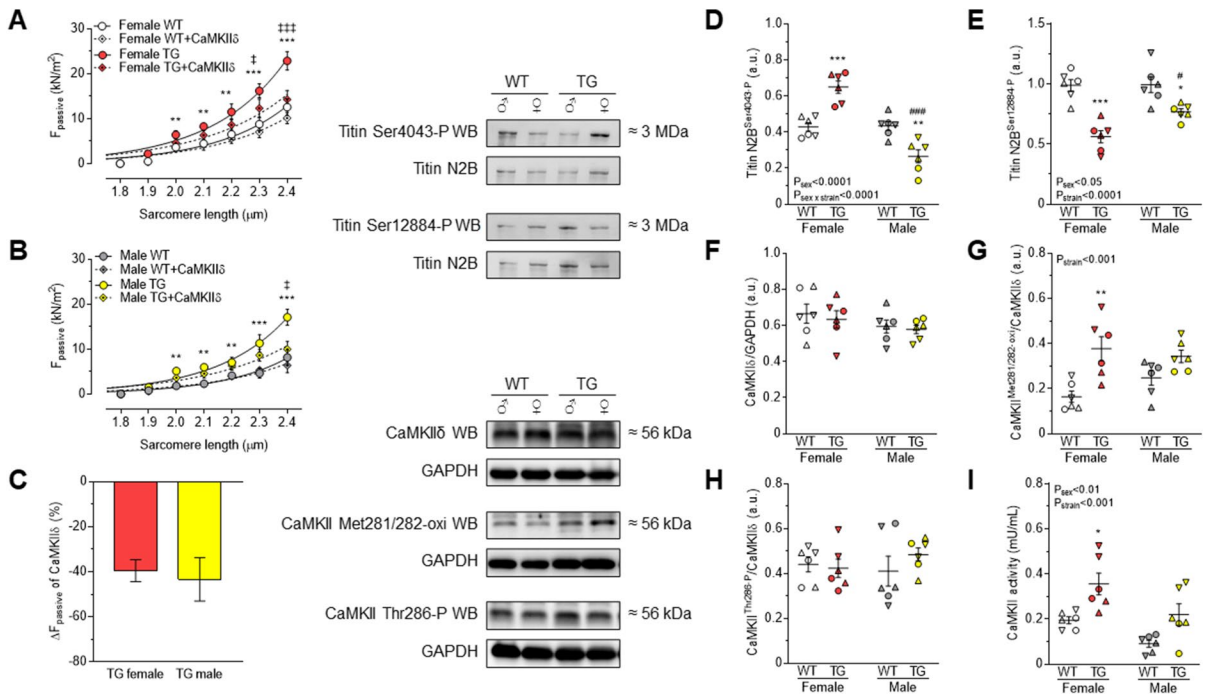 A
Female WT
Female WT+CaMKIIδ
Female TG
Female TG+CaMKIIδ
‡‡‡
***
‡
***
**
**
**
Fpassive (kN/m²)
30
20
10
0
1.8 1.9 2.0 2.1 2.2 2.3 2.4
Sarcomere length (μm)
B
Male WT
Male WT+CaMKIIδ
Male TG
Male TG+CaMKIIδ
‡
***
***
**
**
**
Fpassive (kN/m²)
30
20
10
0
1.8 1.9 2.0 2.1 2.2 2.3 2.4
Sarcomere length (μm)
C
ΔFpassive of CaMKIIδ (%)
0
-20
-40
-60
-80
TG female TG male
WT TG
♂ ♀ ♂ ♀
Titin Ser4043-P WB ≈ 3 MDa
Titin N2B
Titin Ser12884-P WB ≈ 3 MDa
Titin N2B
WT TG
♂ ♀ ♂ ♀
CaMKIIδ WB ≈ 56 kDa
GAPDH
CaMKII Met281/282-oxi WB ≈ 56 kDa
GAPDH
CaMKII Thr286-P WB ≈ 56 kDa
GAPDH
D
Titin N2BSer4043-P (a.u.)
1.0
0.8
0.6
0.4
0.2
0.0
***
###
**
Psex<0.0001
Psex x strain<0.0001
WT TG WT TG
Female Male
E
Titin N2BSer12884-P (a.u.)
1.5
1.0
0.5
0.0
***
#
*
Psex<0.05
Pstrain<0.0001
WT TG WT TG
Female Male
F
CaMKIIδ/GAPDH (a.u.)
1.0
0.8
0.6
0.4
0.2
0.0
WT TG WT TG
Female Male
G
CaMKIIMet281/282-oxi/CaMKIIδ (a.u.)
0.8
0.6
0.4
0.2
0.0
Pstrain<0.001
**
WT TG WT TG
Female Male
H
CaMKIIThr286-P/CaMKIIδ (a.u.)
0.8
0.6
0.4
0.2
0.0
WT TG WT TG
Female Male
I
CaMKII activity (mU/mL)
0.8
0.6
0.4
0.2
0.0
Psex<0.01
Pstrain<0.001
*
WT TG WT TG
Female Male